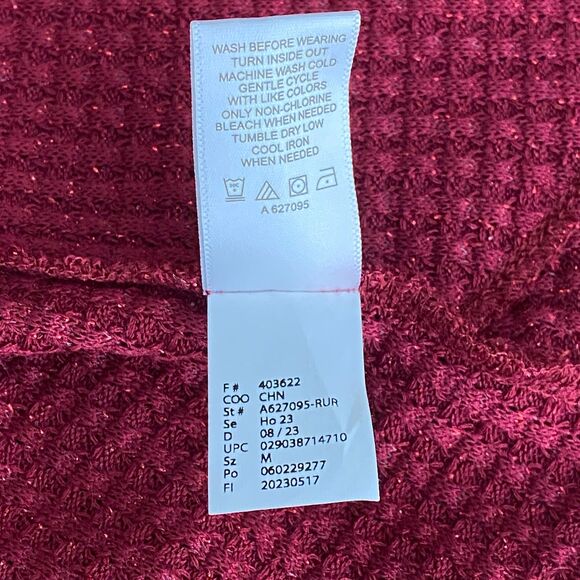 WASH BEFORE WEARING
TURN INSIDE OUT
MACHINE WASH COLD
GENTLE CYCLE
WITH LIKE COLORS
ONLY NON-CHLORINE
BLEACH WHEN NEEDED
TUMBLE DRY LOW
COOL IRON
WHEN NEEDED
30C
A 627095
F # 403622
COO CHN
St # A627095-RUR
Se Ho 23
D 08 / 23
UPC 029038714710
Sz M
Po 060229277
FI 20230517